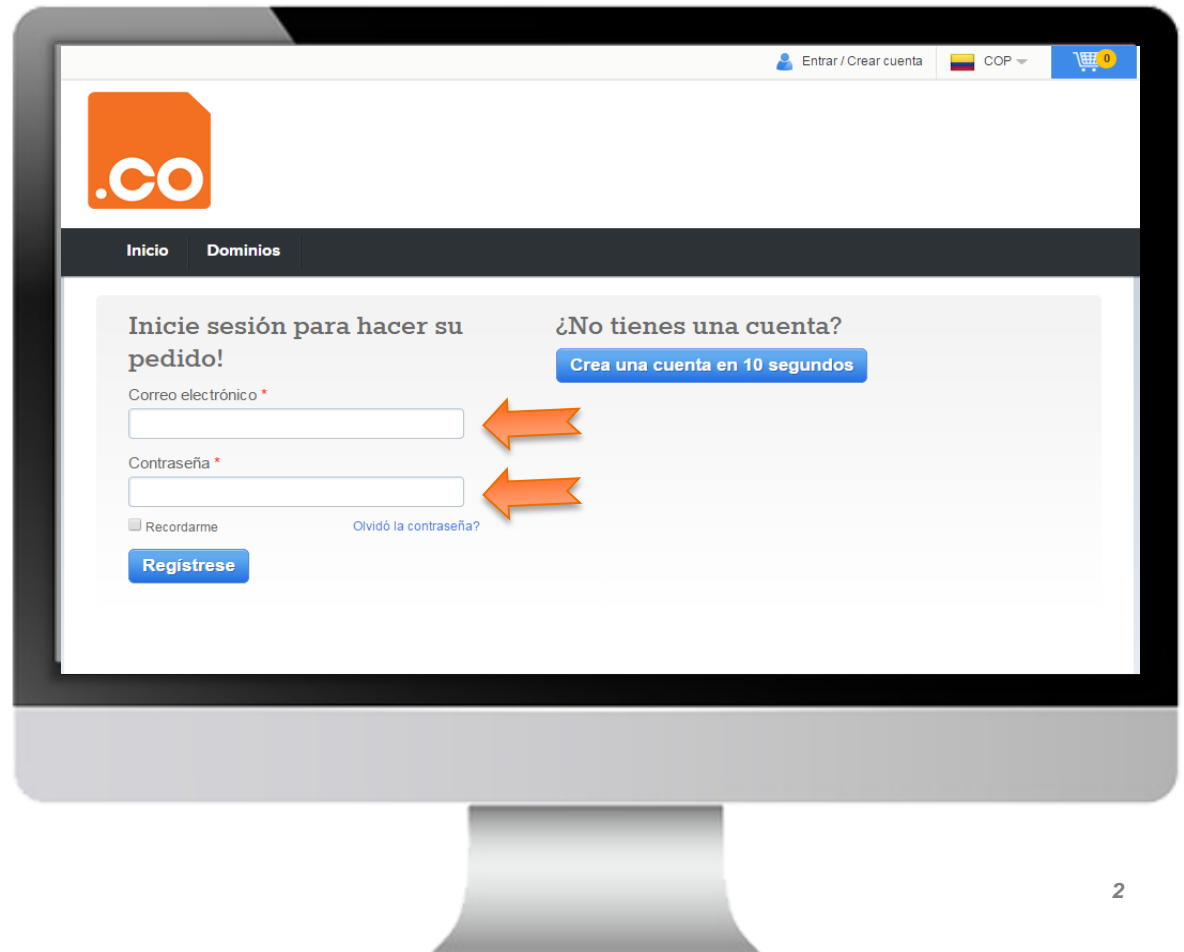 Entrar / Crear cuenta
COP
0
.co
Inicio
Dominios
Inicie sesión para hacer su
pedido!
¿No tienes una cuenta?
Crea una cuenta en 10 segundos
Correo electrónico *
Contraseña *
Recordarme
Olvidó la contraseña?
Regístrese
2